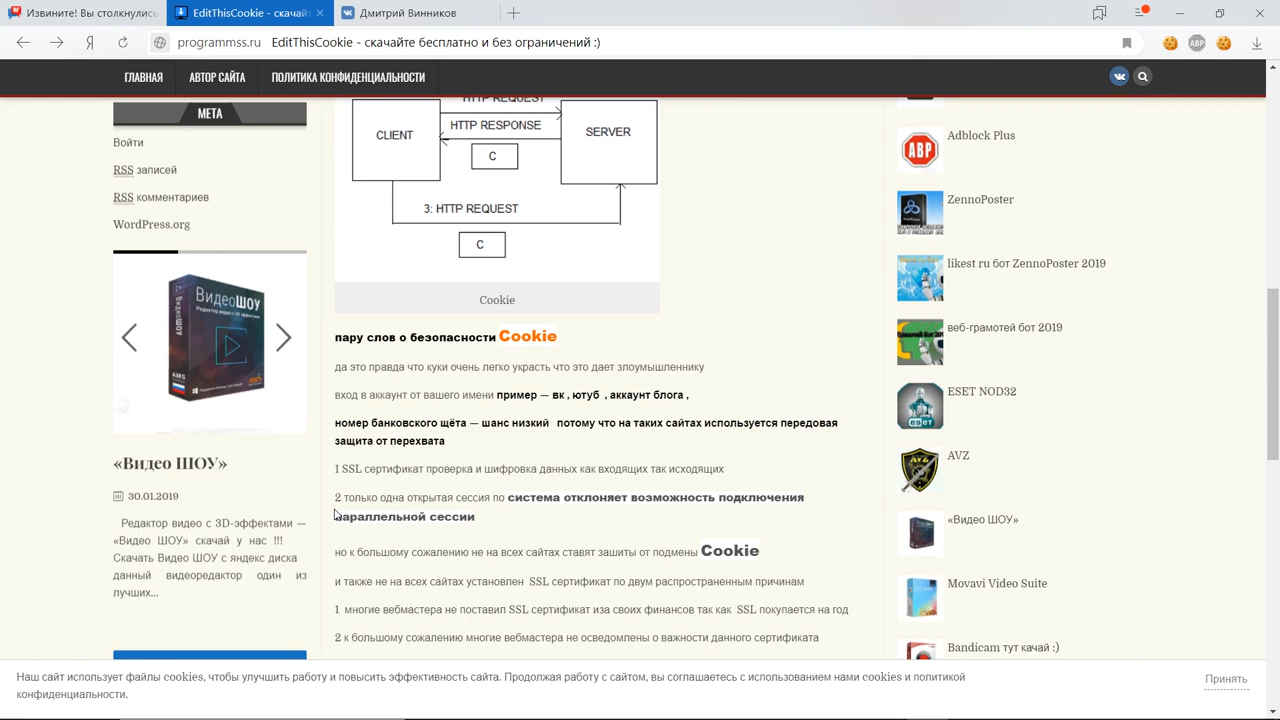 Извините! Вы столкнулись
EditThisCookie - скачайт
Дмитрий Винников
programmss.ru EditThisCookie - скачайте бесплатно и без ограничений :)
ГЛАВНАЯ АВТОР САЙТА ПОЛИТИКА КОНФИДЕНЦИАЛЬНОСТИ
МЕТА
Войти
RSS записей
RSS комментариев
WordPress.org
ВидеоШОУ
«Видео ШОУ»
30.01.2019
Редактор видео с 3D-эффектами —
«Видео ШОУ» скачай у нас !!!
Скачать Видео ШОУ с яндекс диска
данный видеоредактор один из
лучших...
HTTP REQUEST
CLIENT
HTTP RESPONSE
SERVER
C
3: HTTP REQUEST
C
Cookie
пару слов о безопасности Cookie
да это правда что куки очень легко украсть что это дает злоумышленнику
вход в аккаунт от вашего имени пример — вк , ютуб , аккаунт блога ,
номер банковского щёта — шанс низкий потому что на таких сайтах используется передовая
защита от перехвата
1 SSL сертификат проверка и шифровка данных как входящих так исходящих
2 только одна открытая сессия по система отклоняет возможность подключения
параллельной сессии
но к большому сожалению не на всех сайтах ставят зашиты от подмены Cookie
и также не на всех сайтах установлен SSL сертификат по двум распространенным причинам
1 многие вебмастера не поставил SSL сертификат иза своих финансов так как SSL покупается на год
2 к большому сожалению многие вебмастера не осведомлены о важности данного сертификата
ABP
Adblock Plus
ZennoPoster
likest ru бот ZennoPoster 2019
веб-грамотей бот 2019
ESET NOD32
AVZ
«Видео ШОУ»
Movavi Video Suite
Bandicam тут качай :)
Наш сайт использует файлы cookies, чтобы улучшить работу и повысить эффективность сайта. Продолжая работу с сайтом, вы соглашаетесь с использованием нами cookies и политикой
конфиденциальности.
Принять